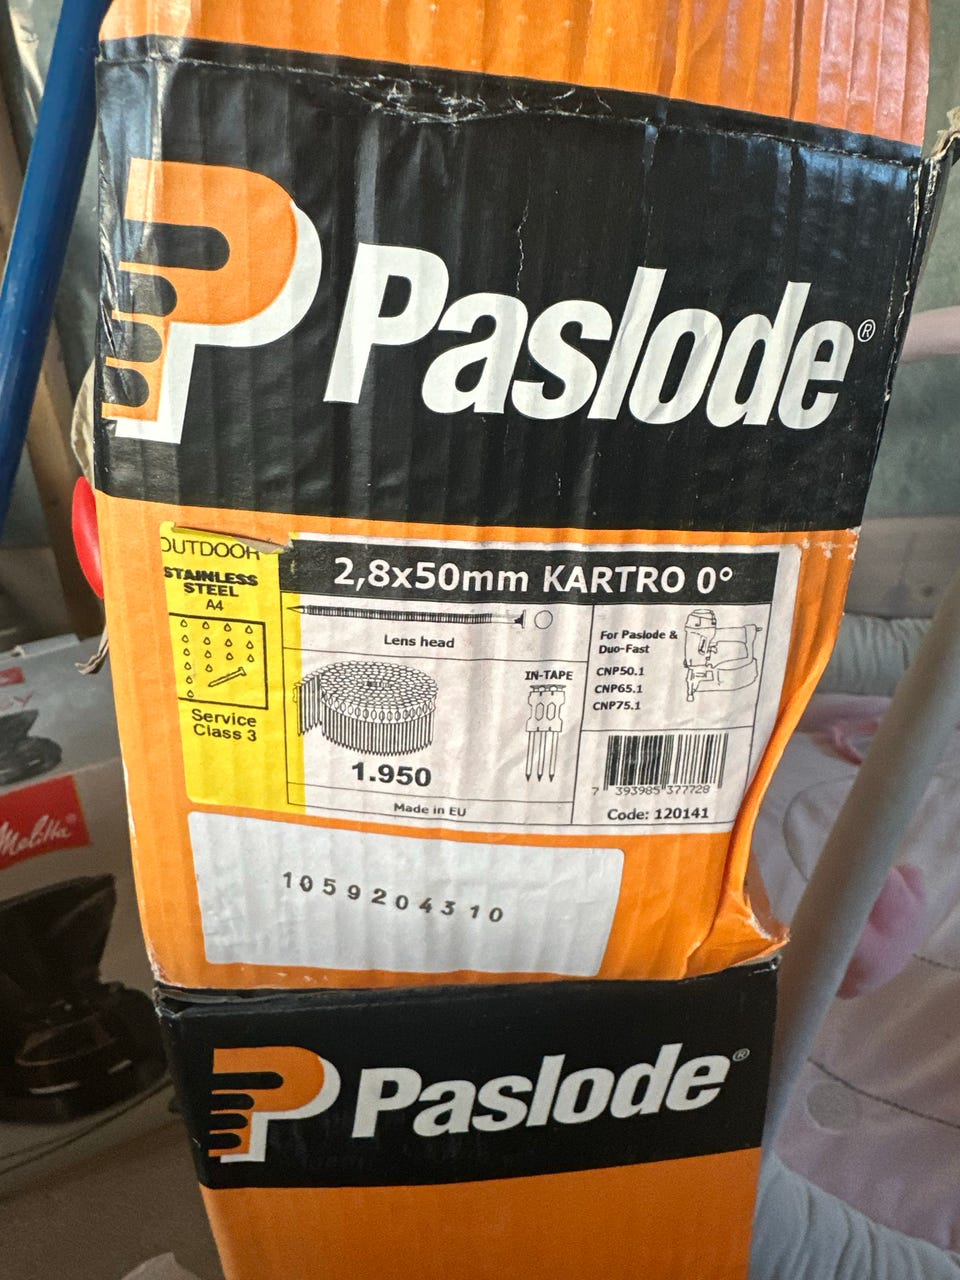 Paslode®
OUTDOOR
STAINLESS
STEEL
A4
Service
Class 3
2,8x50mm KARTRO 0°
Lens head
1.950
IN-TAPE
Made in EU
For Paslode &
Duo-Fast
CNP50.1
CNP65.1
CNP75.1
7 393985 377728
Code: 120141
1059204310
Melitta®
Paslode®